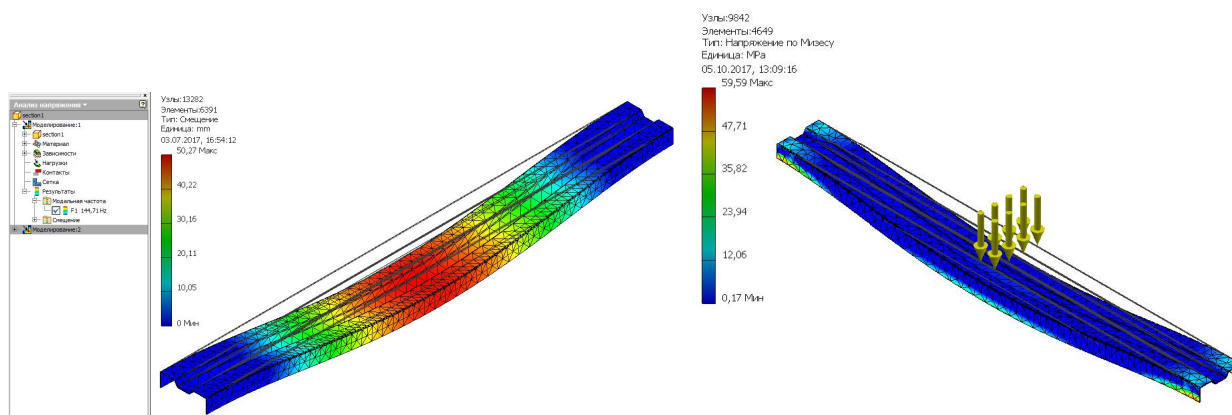 Анализ напряжения
section1
Моделирование:1
section1
Материал
Зависимости
Нагрузки
Контакты
Сетка
Результаты
Модальная частота
F1 144,71Hz
Смещение
Моделирование:2
Узлы:13282
Элементы:6391
Тип: Смещение
Единица: mm
03.07.2017, 16:54:12
50,27 Макс
40,22
30,16
20,11
10,05
0 Мин
Узлы:9842
Элементы:4649
Тип: Напряжение по Мизесу
Единица: MPa
05.10.2017, 13:09:16
59,59 Макс
47,71
35,82
23,94
12,06
0,17 Мин